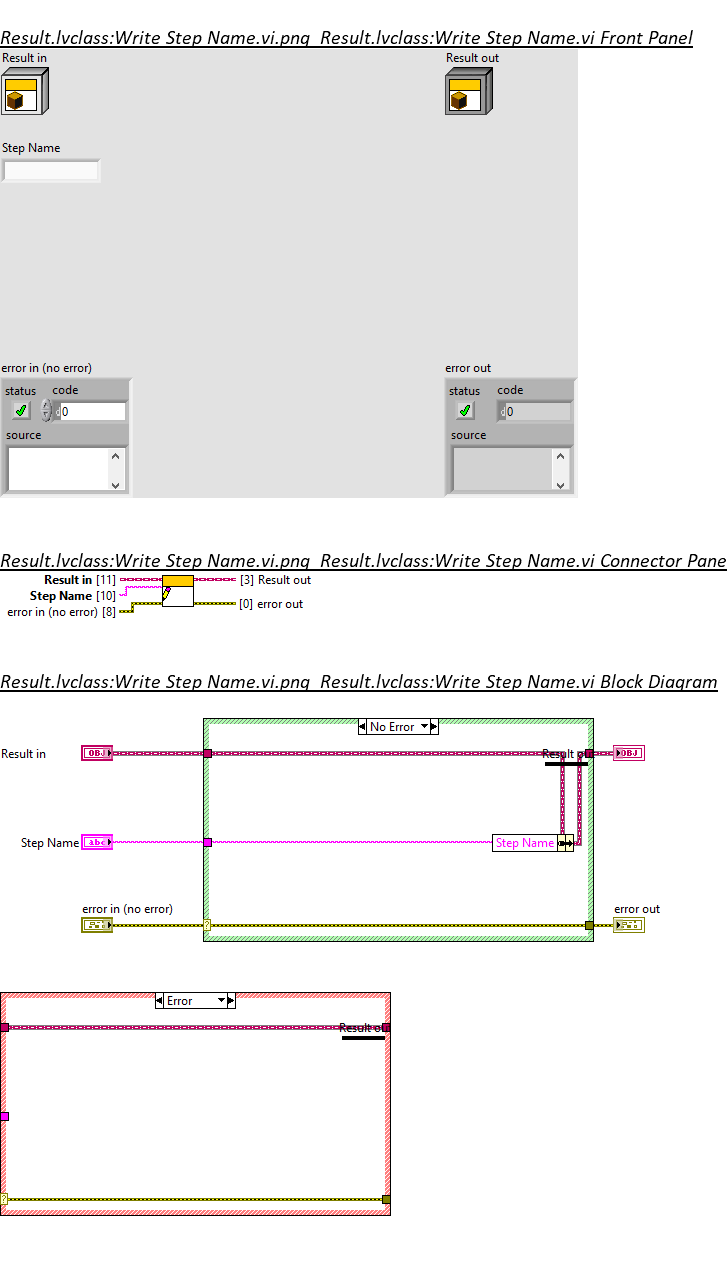 Result.lvclass:Write Step Name.vi.png Result.lvclass:Write Step Name.vi Front Panel
Result in
Result out
Step Name
error in (no error)
error out
status code
status code
d 0
d 0
source
source
Result.lvclass:Write Step Name.vi.png Result.lvclass:Write Step Name.vi Connector Pane
Result in [11]
[3] Result out
Step Name [10]
[0] error out
error in (no error) [8]
Result.lvclass:Write Step Name.vi.png Result.lvclass:Write Step Name.vi Block Diagram
No Error
Result in
OBJ
Result
OBJ
Step Name
abc
Step Name
error in (no error)
error out
?
Error
Result
?